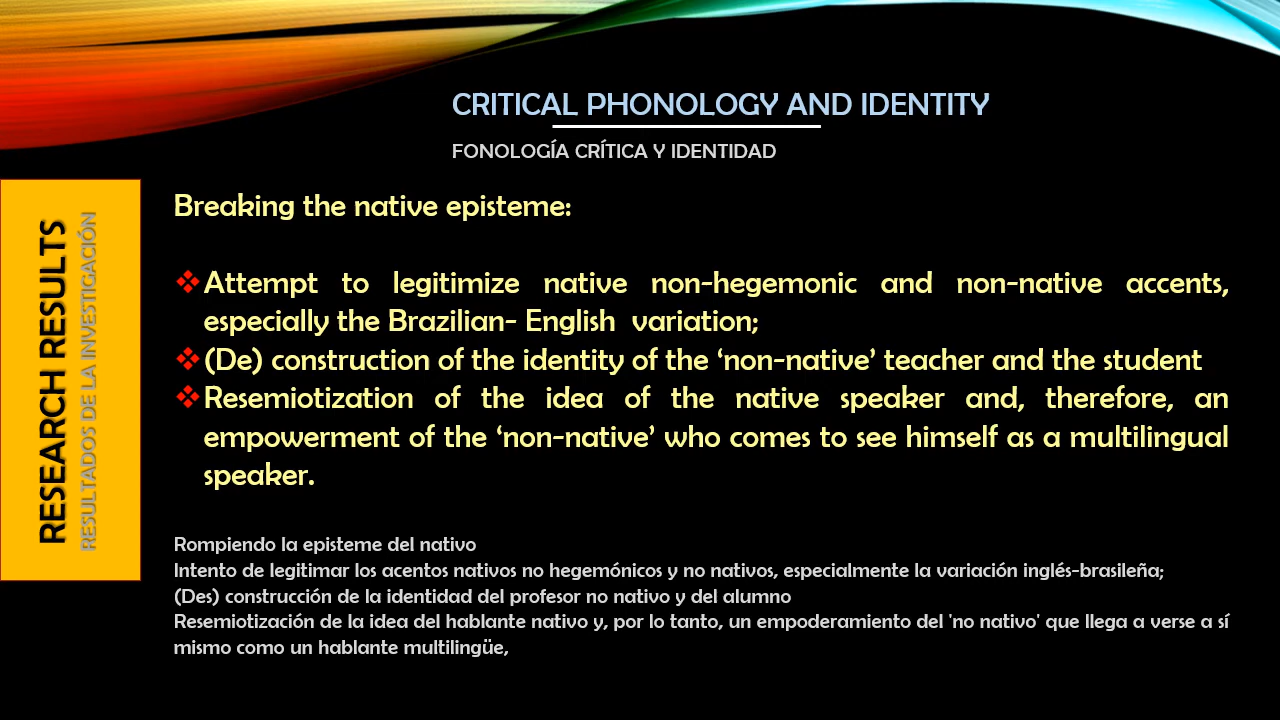 CRITICAL PHONOLOGY AND IDENTITY
FONOLOGÍA CRÍTICA Y IDENTIDAD
RESEARCH RESULTS
RESULTADOS DE LA INVESTIGACIÓN
Breaking the native episteme:
❖Attempt to legitimize native non-hegemonic and non-native accents,
especially the Brazilian- English variation;
❖(De) construction of the identity of the ‘non-native’ teacher and the student
❖Resemiotization of the idea of the native speaker and, therefore, an
empowerment of the ‘non-native’ who comes to see himself as a multilingual
speaker.
Rompiendo la episteme del nativo
Intento de legitimar los acentos nativos no hegemónicos y no nativos, especialmente la variación inglés-brasileña;
(Des) construcción de la identidad del profesor no nativo y del alumno
Resemiotización de la idea del hablante nativo y, por lo tanto, un empoderamiento del 'no nativo' que llega a verse a sí
mismo como un hablante multilingüe,